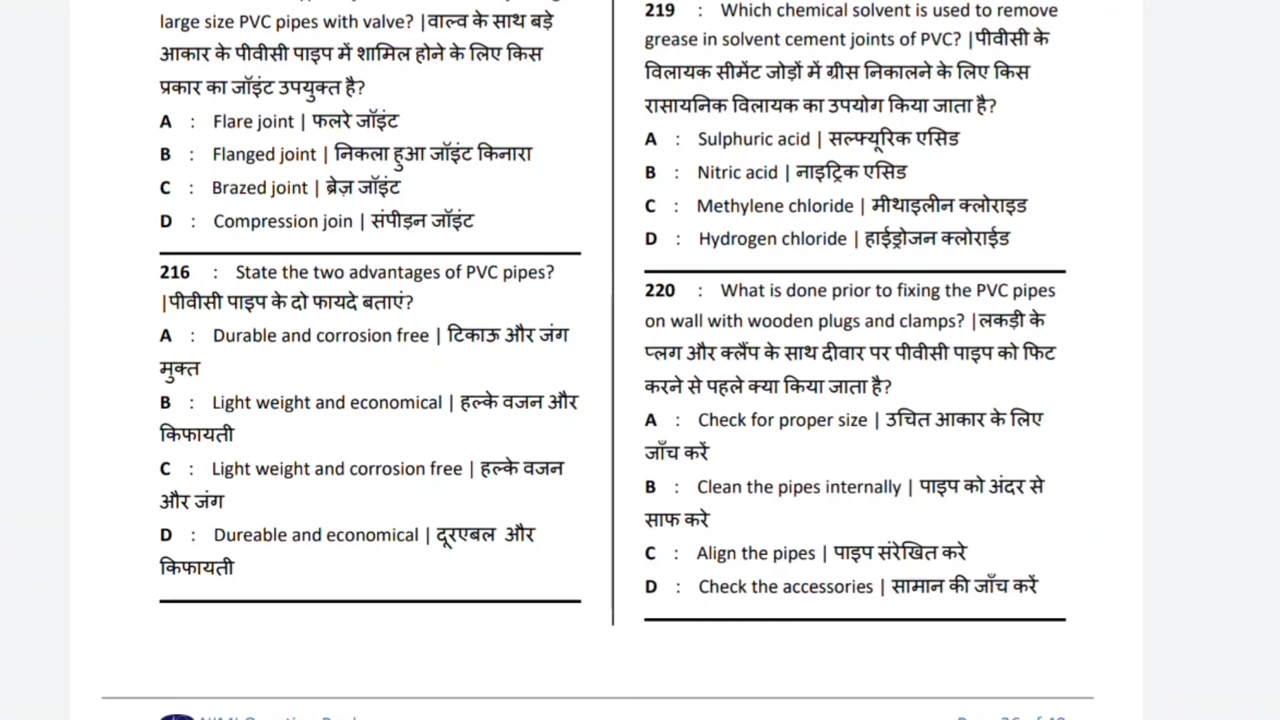 large size PVC pipes with valve? |वाल्व के साथ बड़े
आकार के पीवीसी पाइप में शामिल होने के लिए किस
प्रकार का जॉइंट उपयुक्त है?
A : Flare joint | फलरे जॉइंट
B : Flanged joint | निकला हुआ जॉइंट किनारा
C : Brazed joint | ब्रेज़ जॉइंट
D : Compression join | संपीड़न जॉइंट
216 : State the two advantages of PVC pipes?
|पीवीसी पाइप के दो फायदे बताएं?
A : Durable and corrosion free | टिकाऊ और जंग
मुक्त
B : Light weight and economical | हल्के वजन और
किफायती
C : Light weight and corrosion free | हल्के वजन
और जंग
D : Dureable and economical | दूरएबल और
किफायती
219 : Which chemical solvent is used to remove
grease in solvent cement joints of PVC? |पीवीसी के
विलायक सीमेंट जोड़ों में ग्रीस निकालने के लिए किस
रासायनिक विलायक का उपयोग किया जाता है?
A : Sulphuric acid | सल्फ्यूरिक एसिड
B : Nitric acid | नाइट्रिक एसिड
C : Methylene chloride | मीथाइलीन क्लोराइड
D : Hydrogen chloride | हाईड्रोजन क्लोराईड
220 : What is done prior to fixing the PVC pipes
on wall with wooden plugs and clamps? |लकड़ी के
प्लग और क्लैंप के साथ दीवार पर पीवीसी पाइप को फिट
करने से पहले क्या किया जाता है?
A : Check for proper size | उचित आकार के लिए
जाँच करें
B : Clean the pipes internally | पाइप को अंदर से
साफ करे
C : Align the pipes | पाइप संरेखित करे
D : Check the accessories | सामान की जाँच करें